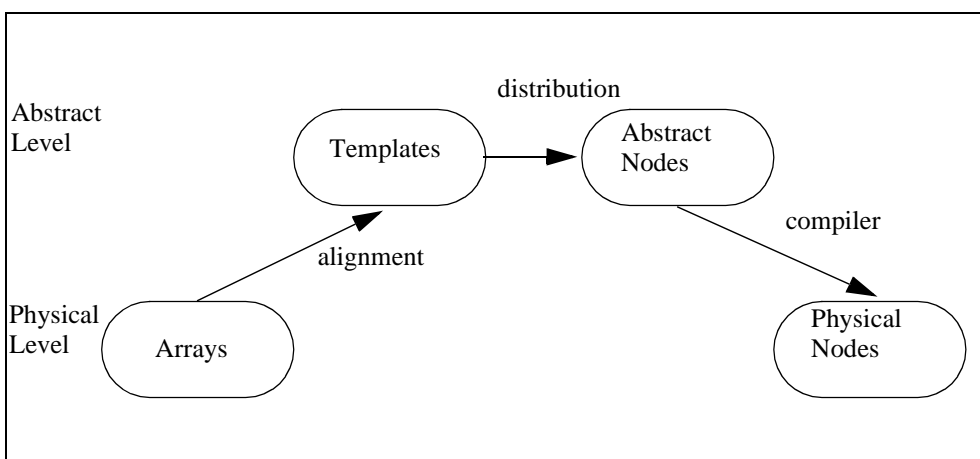 distribution
Abstract
Level
Templates
Abstract
Nodes
alignment
compiler
Physical
Level
Arrays
Physical
Nodes